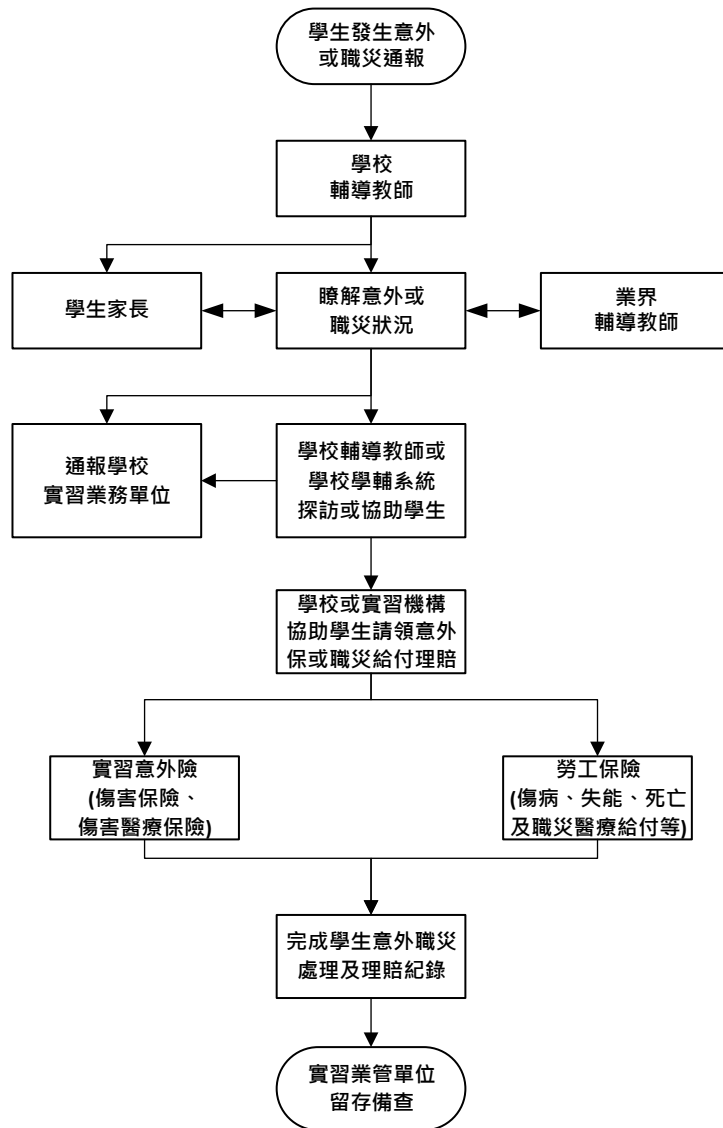 學生發生意外
或職災通報
學校
輔導教師
學生家長
瞭解意外或
職災狀況
業界
輔導教師
通報學校
實習業務單位
學校輔導教師或
學校學輔系統
探訪或協助學生
學校或實習機構
協助學生請領意外
保或職災給付理賠
實習意外險
(傷害保險、
傷害醫療保險)
勞工保險
(傷病、失能、死亡
及職災醫療給付等)
完成學生意外職災
處理及理賠紀錄
實習業管單位
留存備查